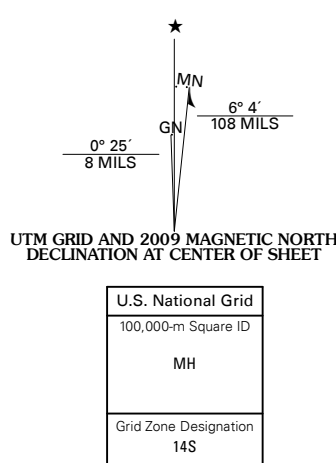 ★
MN
GN
6° 4´
108 MILS
0° 25´
8 MILS
UTM GRID AND 2009 MAGNETIC NORTH
DECLINATION AT CENTER OF SHEET
U.S. National Grid
100,000-m Square ID
MH
Grid Zone Designation
14S